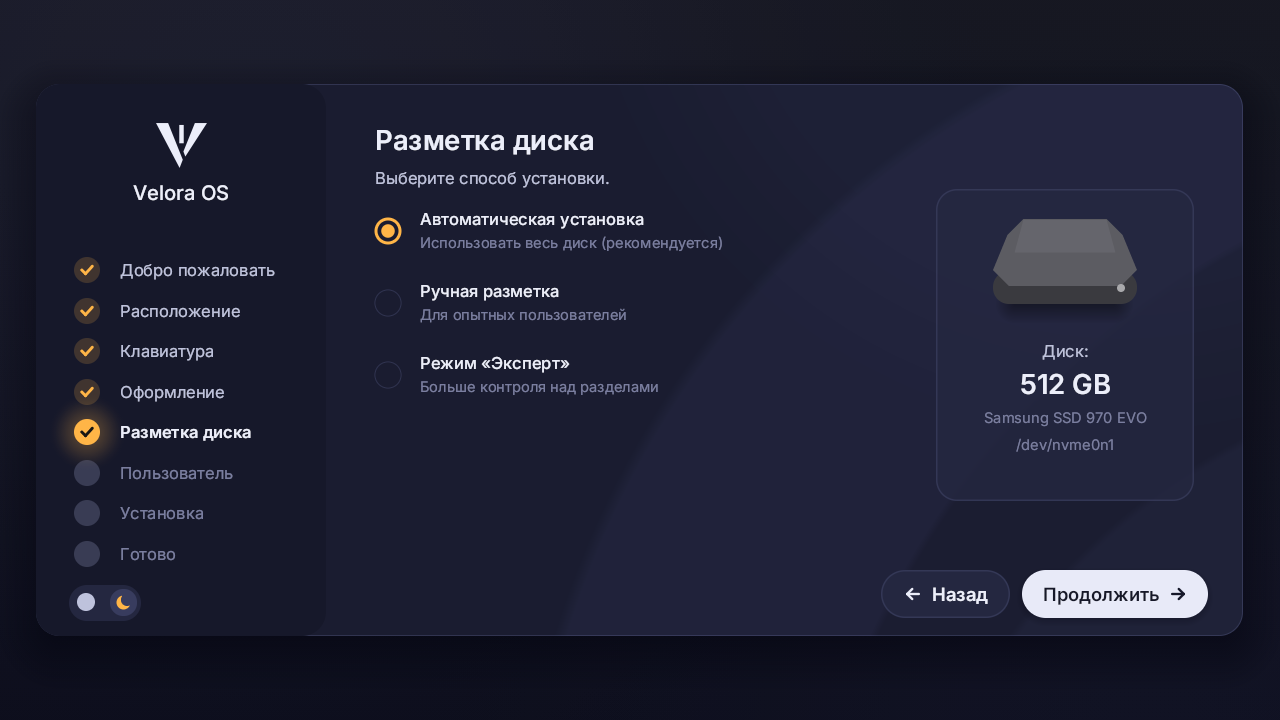 Velora OS
Добро пожаловать
Расположение
Клавиатура
Оформление
Разметка диска
Пользователь
Установка
Готово
Разметка диска
Выберите способ установки.
Автоматическая установка
Использовать весь диск (рекомендуется)
Ручная разметка
Для опытных пользователей
Режим «Эксперт»
Больше контроля над разделами
Диск:
512 GB
Samsung SSD 970 EVO
/dev/nvme0n1
Назад
Продолжить